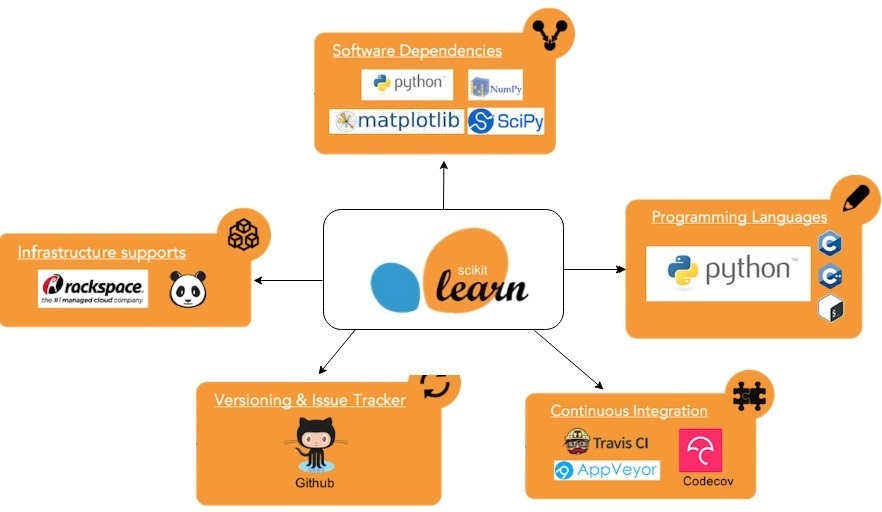 Software Dependencies
python™
NumPy
matplotlib
SciPy
Programming Languages
python™
C
C++
$_
Infrastructure supports
rackspace.
the #1 managed cloud company
scikit
learn
Versioning & Issue Tracker
Github
Continuous Integration
T
Travis CI
AppVeyor
Codecov